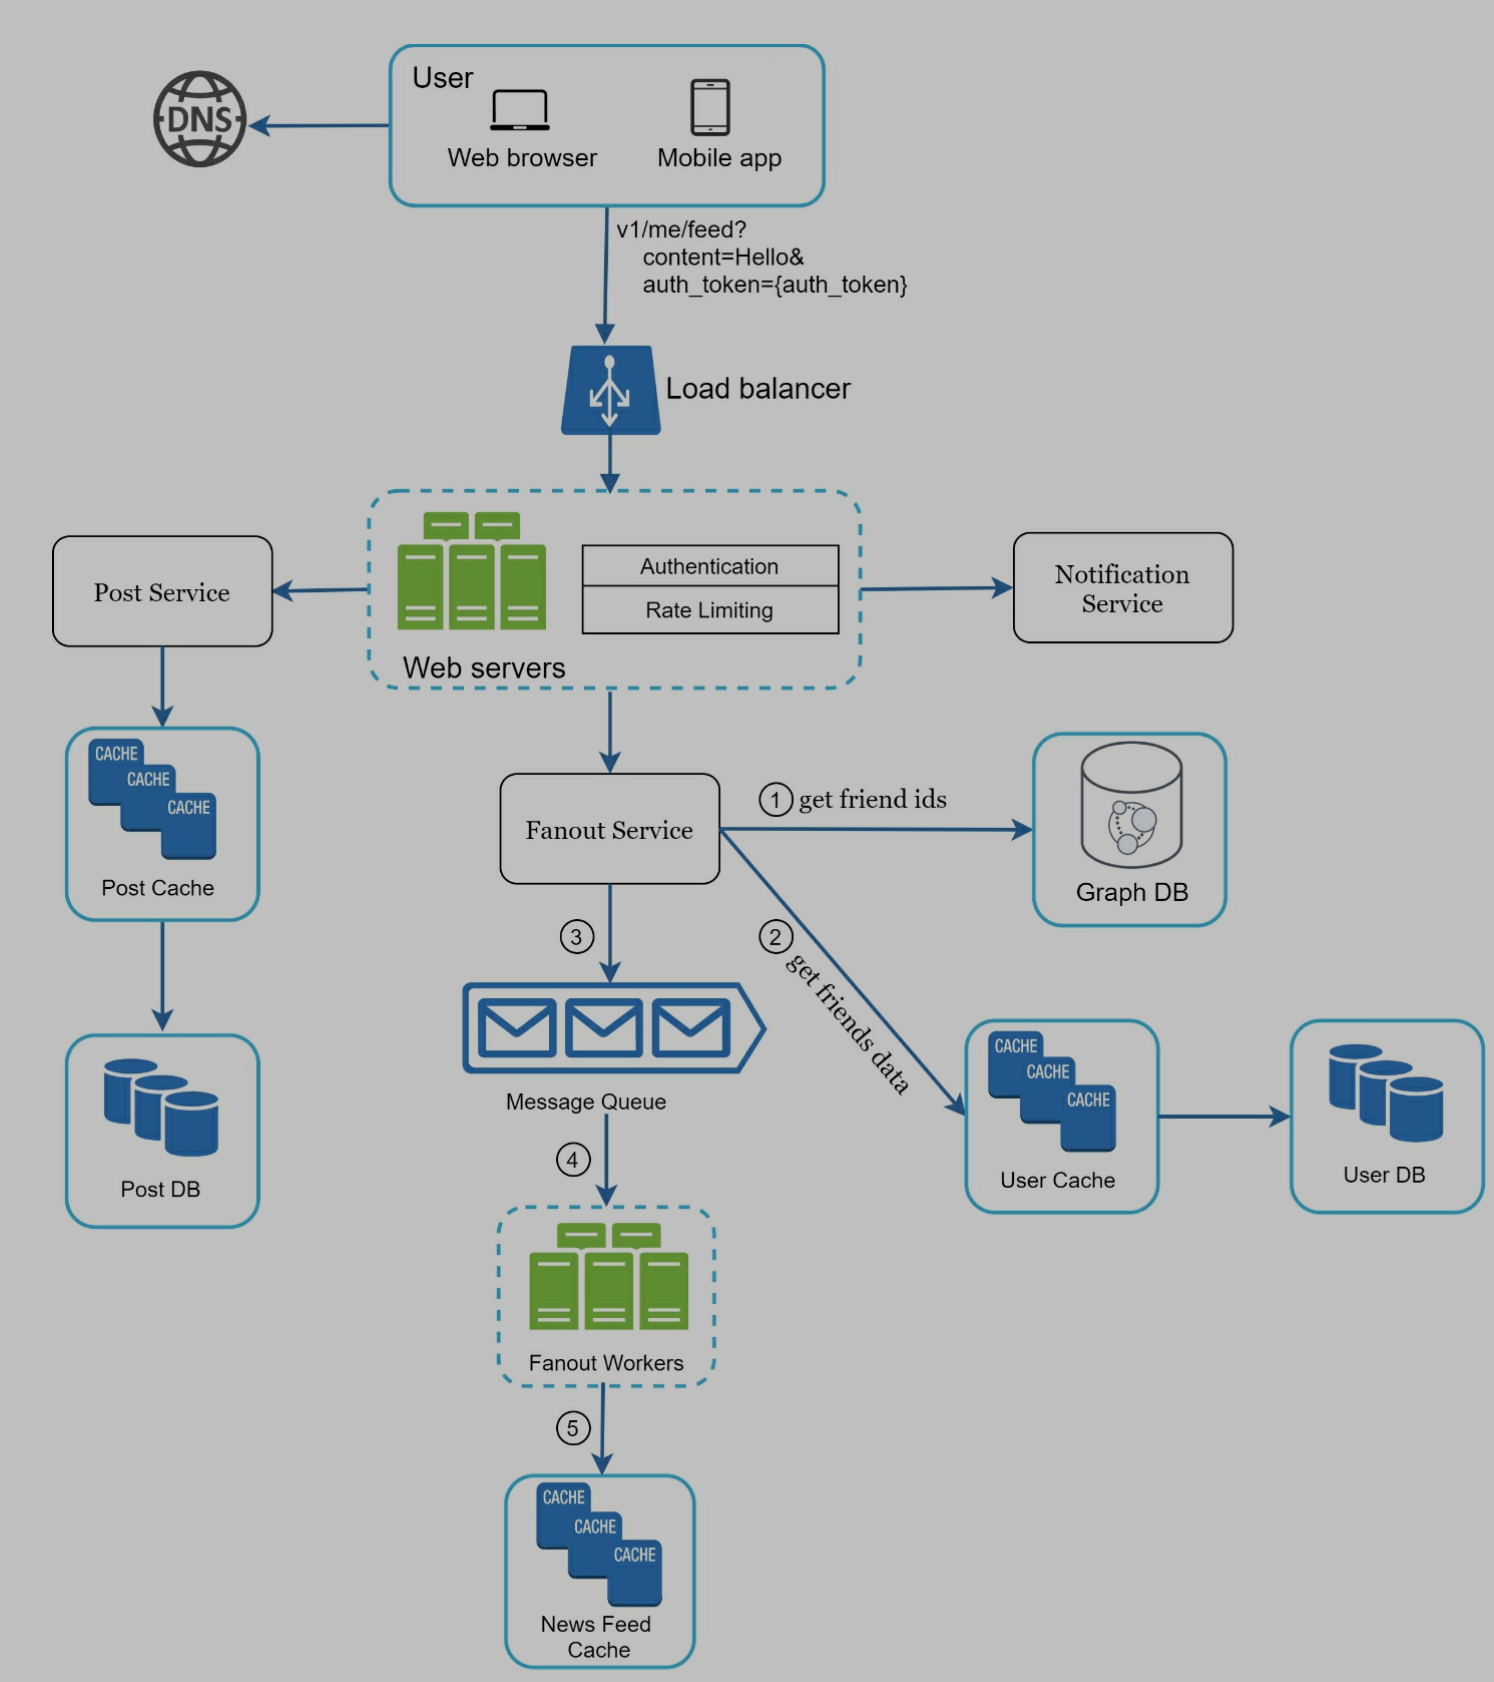 User
DNS
Web browser
Mobile app
v1/me/feed?
content=Hello&
auth_token={auth_token}
Load balancer
Post Service
Authentication
Rate Limiting
Web servers
Notification
Service
CACHE
CACHE
CACHE
Post Cache
Fanout Service
1 get friend ids
Graph DB
3
2 get friends data
Message Queue
Post DB
CACHE
CACHE
CACHE
User Cache
User DB
4
Fanout Workers
5
CACHE
CACHE
CACHE
News Feed
Cache